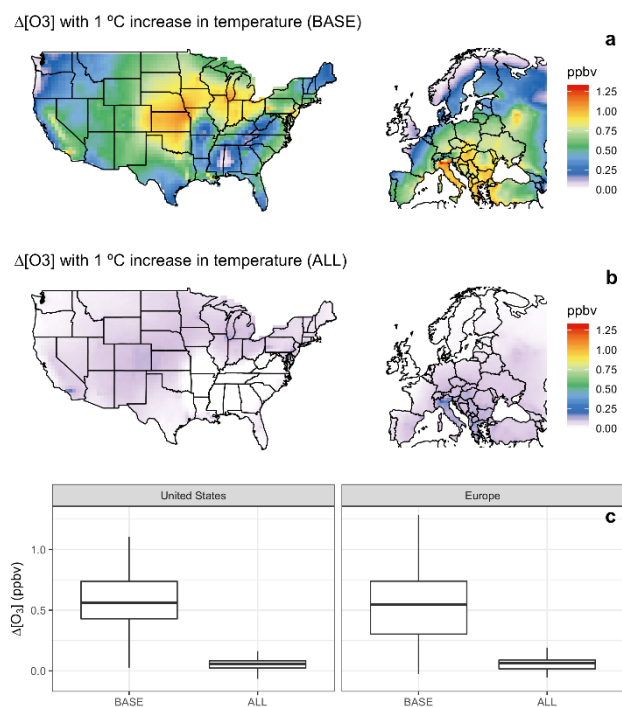 Δ[O3] with 1 ºC increase in temperature (BASE)
a
ppbv
1.25
1.00
0.75
0.50
0.25
0.00
Δ[O3] with 1 ºC increase in temperature (ALL)
b
ppbv
1.25
1.00
0.75
0.50
0.25
0.00
United States
Europe
c
Δ[O₃] (ppbv)
1.0
0.5
0.0
BASE
ALL
BASE
ALL